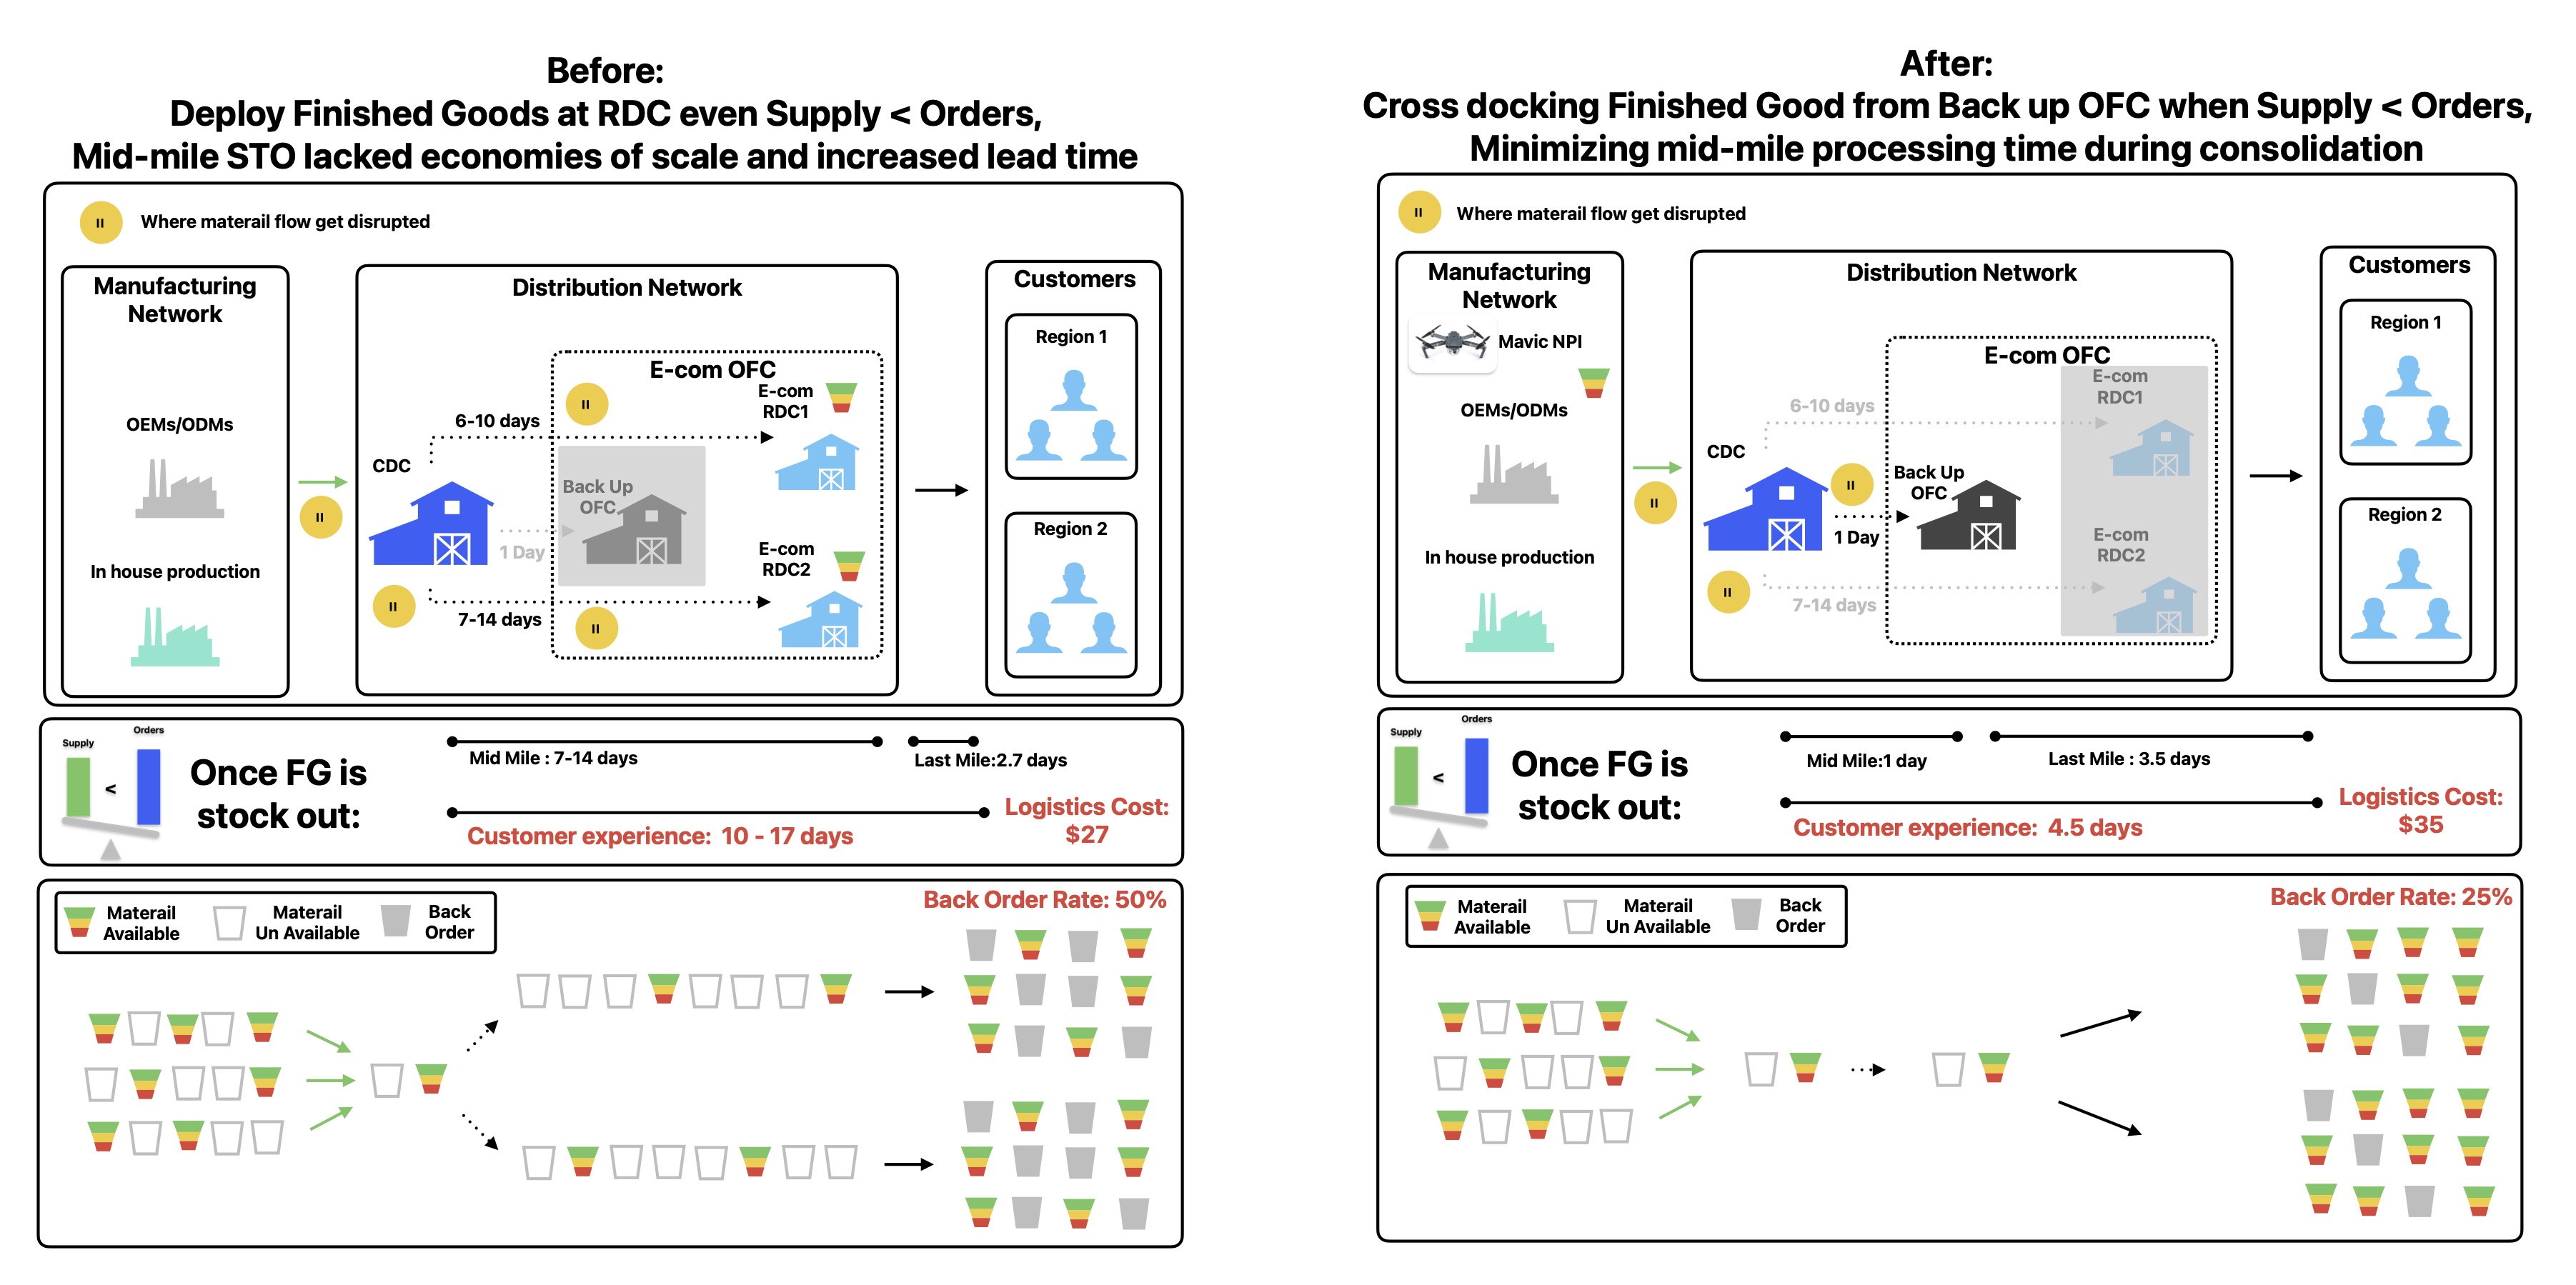 Before:
Deploy Finished Goods at RDC even Supply < Orders,
Mid-mile STO lacked economies of scale and increased lead time
Where materail flow get disrupted
Manufacturing
Network
OEMs/ODMs
In house production
Distribution Network
E-com OFC
E-com
RDC1
6-10 days
CDC
Back Up
OFC
1 Day
E-com
RDC2
7-14 days
Customers
Region 1
Region 2
Supply
Orders
<
Once FG is
stock out:
Mid Mile : 7-14 days
Last Mile:2.7 days
Customer experience: 10 - 17 days
Logistics Cost:
$27
Materail
Available
Materail
Un Available
Back
Order
Back Order Rate: 50%
After:
Cross docking Finished Good from Back up OFC when Supply < Orders,
Minimizing mid-mile processing time during consolidation
Where materail flow get disrupted
Manufacturing
Network
Mavic NPI
OEMs/ODMs
In house production
Distribution Network
E-com OFC
E-com
RDC1
6-10 days
CDC
Back Up
OFC
1 Day
E-com
RDC2
7-14 days
Customers
Region 1
Region 2
Supply
Orders
<
Once FG is
stock out:
Mid Mile:1 day
Last Mile : 3.5 days
Customer experience: 4.5 days
Logistics Cost:
$35
Materail
Available
Materail
Un Available
Back
Order
Back Order Rate: 25%